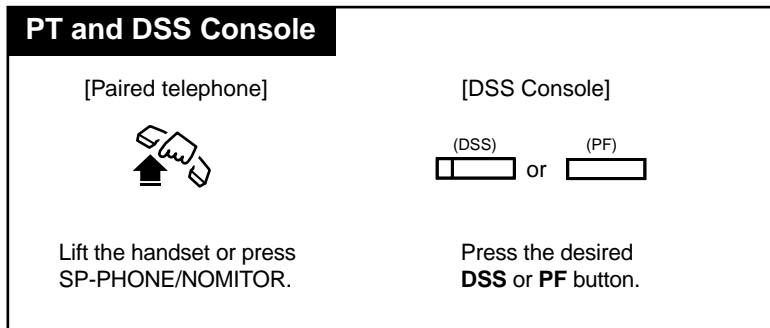 PT and DSS Console
[Paired telephone]
[DSS Console]
(DSS)
(PF)
or
Lift the handset or press
SP-PHONE/NOMITOR.
Press the desired
DSS or PF button.